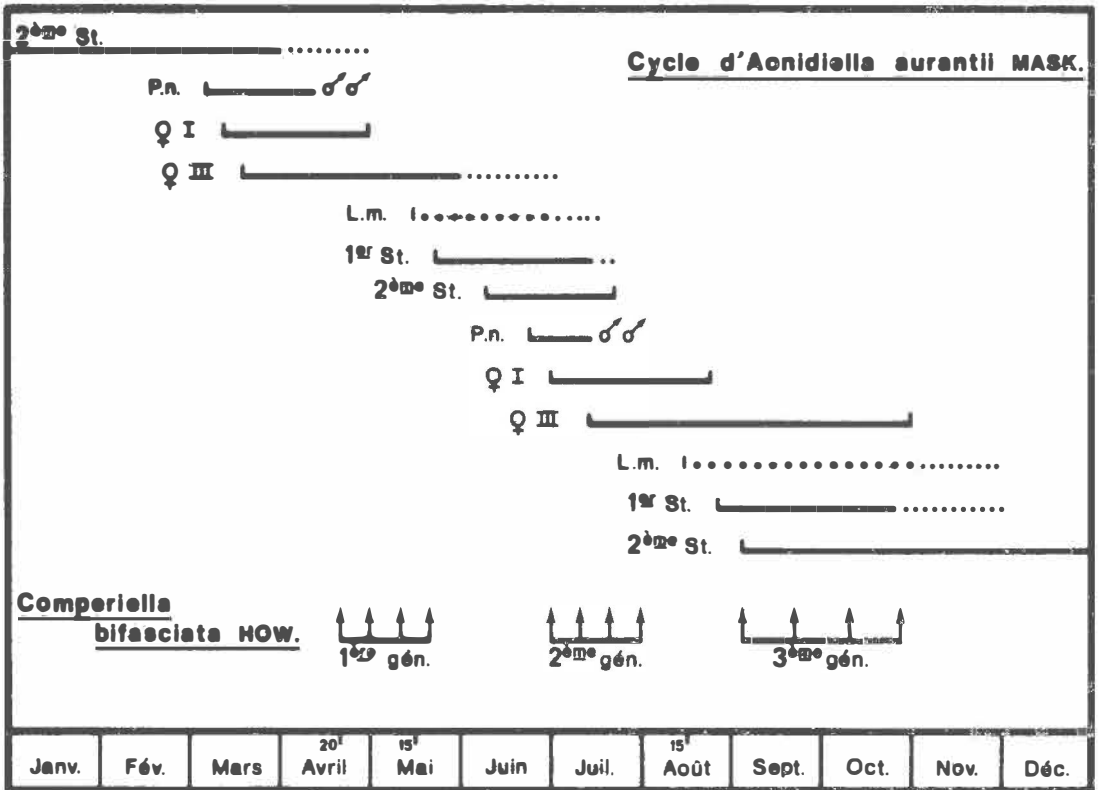 2ème St.
Cycle d'Aonidiella aurantii MASK.
P.n. ♂♂
♀ I
♀ III
L.m.
1er St.
2ème St.
P.n. ♂♂
♀ I
♀ III
L.m.
1er St.
2ème St.
Comperiella
bifasciata HOW.
1ère gén. 2ème gén. 3ème gén.
20 15 15
Janv. Fév. Mars Avril Mai Juin Juil. Août Sept. Oct. Nov. Déc.